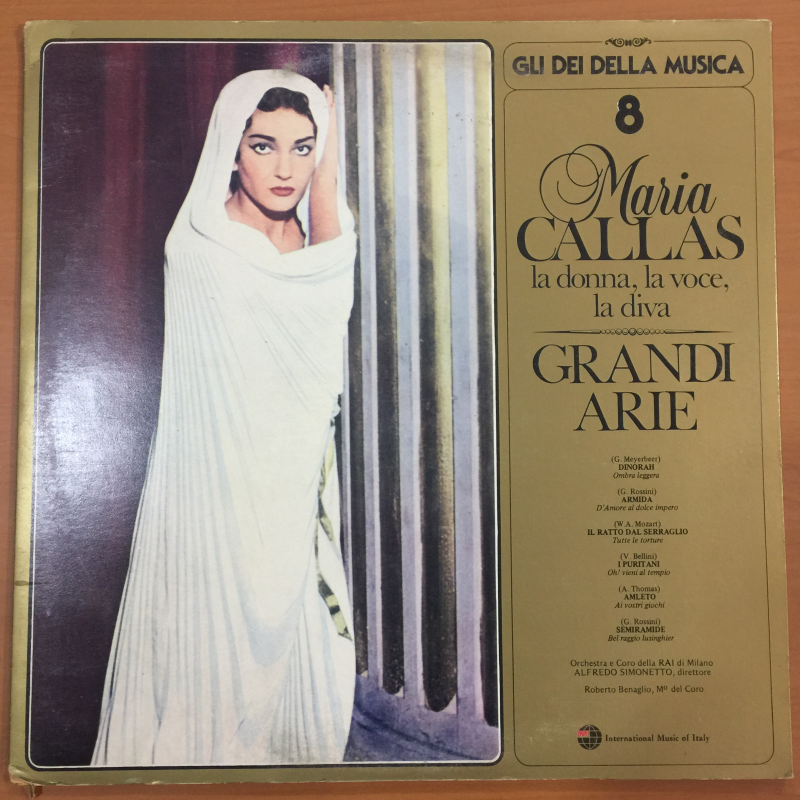 GLI DEI DELLA MUSICA
8
Maria
CALLAS
la donna, la voce,
la diva
GRANDI
ARIE
(G. Meyerbeer)
DINORAH
Ombra leggera
(G. Rossini)
ARMIDA
D'Amore al dolce impero
(W.A. Mozart)
IL RATTO DAL SERRAGLIO
Tutte le torture
(V. Bellini)
I PURITANI
Oh! vieni al tempio
(A. Thomas)
AMLETO
Ai vostri giochi
(G. Rossini)
SEMIRAMIDE
Bel raggio lusinghier
Orchestra e Coro della RAI di Milano
ALFREDO SIMONETTO, direttore
Roberto Benaglio, Mº del Coro
International Music of Italy